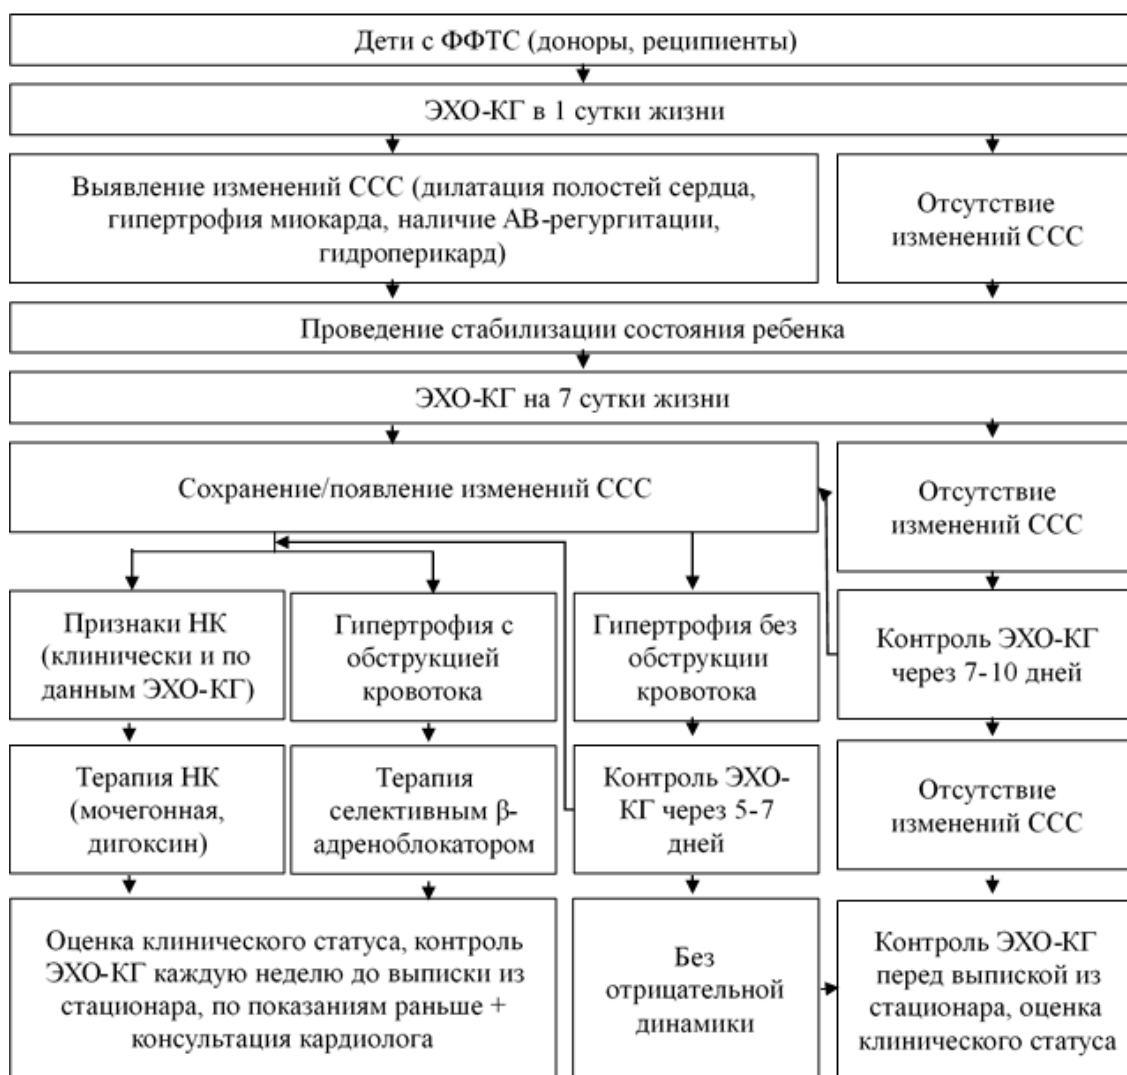 Дети с ФФТС (доноры, реципиенты)
ЭХО-КГ в 1 сутки жизни
Выявление изменений ССС (дилатация полостей сердца,
гипертрофия миокарда, наличие АВ-регургитации,
гидроперикард)
Отсутствие
изменений ССС
Проведение стабилизации состояния ребенка
ЭХО-КГ на 7 сутки жизни
Сохранение/появление изменений ССС
Отсутствие
изменений ССС
Признаки НК
(клинически и по
данным ЭХО-КГ)
Гипертрофия с
обструкцией
кровотока
Гипертрофия без
обструкции
кровотока
Контроль ЭХО-КГ
через 7-10 дней
Терапия НК
(мочегонная,
дигоксин)
Терапия
селективным β-
адреноблокатором
Контроль ЭХО-
КГ через 5-7
дней
Отсутствие
изменений ССС
Оценка клинического статуса, контроль
ЭХО-КГ каждую неделю до выписки из
стационара, по показаниям раньше +
консультация кардиолога
Без
отрицательной
динамики
Контроль ЭХО-КГ
перед выпиской из
стационара, оценка
клинического статуса